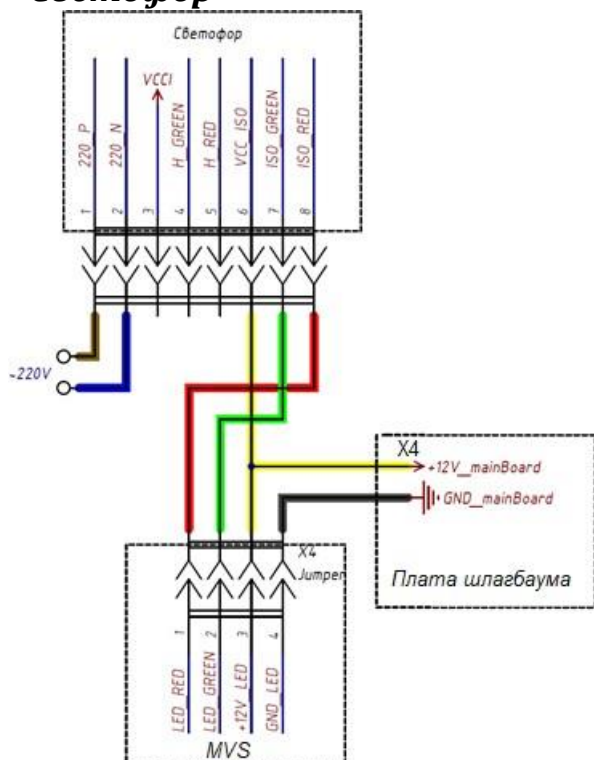 Светофор
220_P
220_N
VCCI
H_GREEN
H_RED
VCC_ISO
ISO_GREEN
ISO_RED
1 2 3 4 5 6 7 8
~220V
X4
+12V_mainBoard
GND_mainBoard
Плата шлагбаума
X4
Jumper
1 2 3 4
LED_RED
LED_GREEN
+12V_LED
GND_LED
MVS